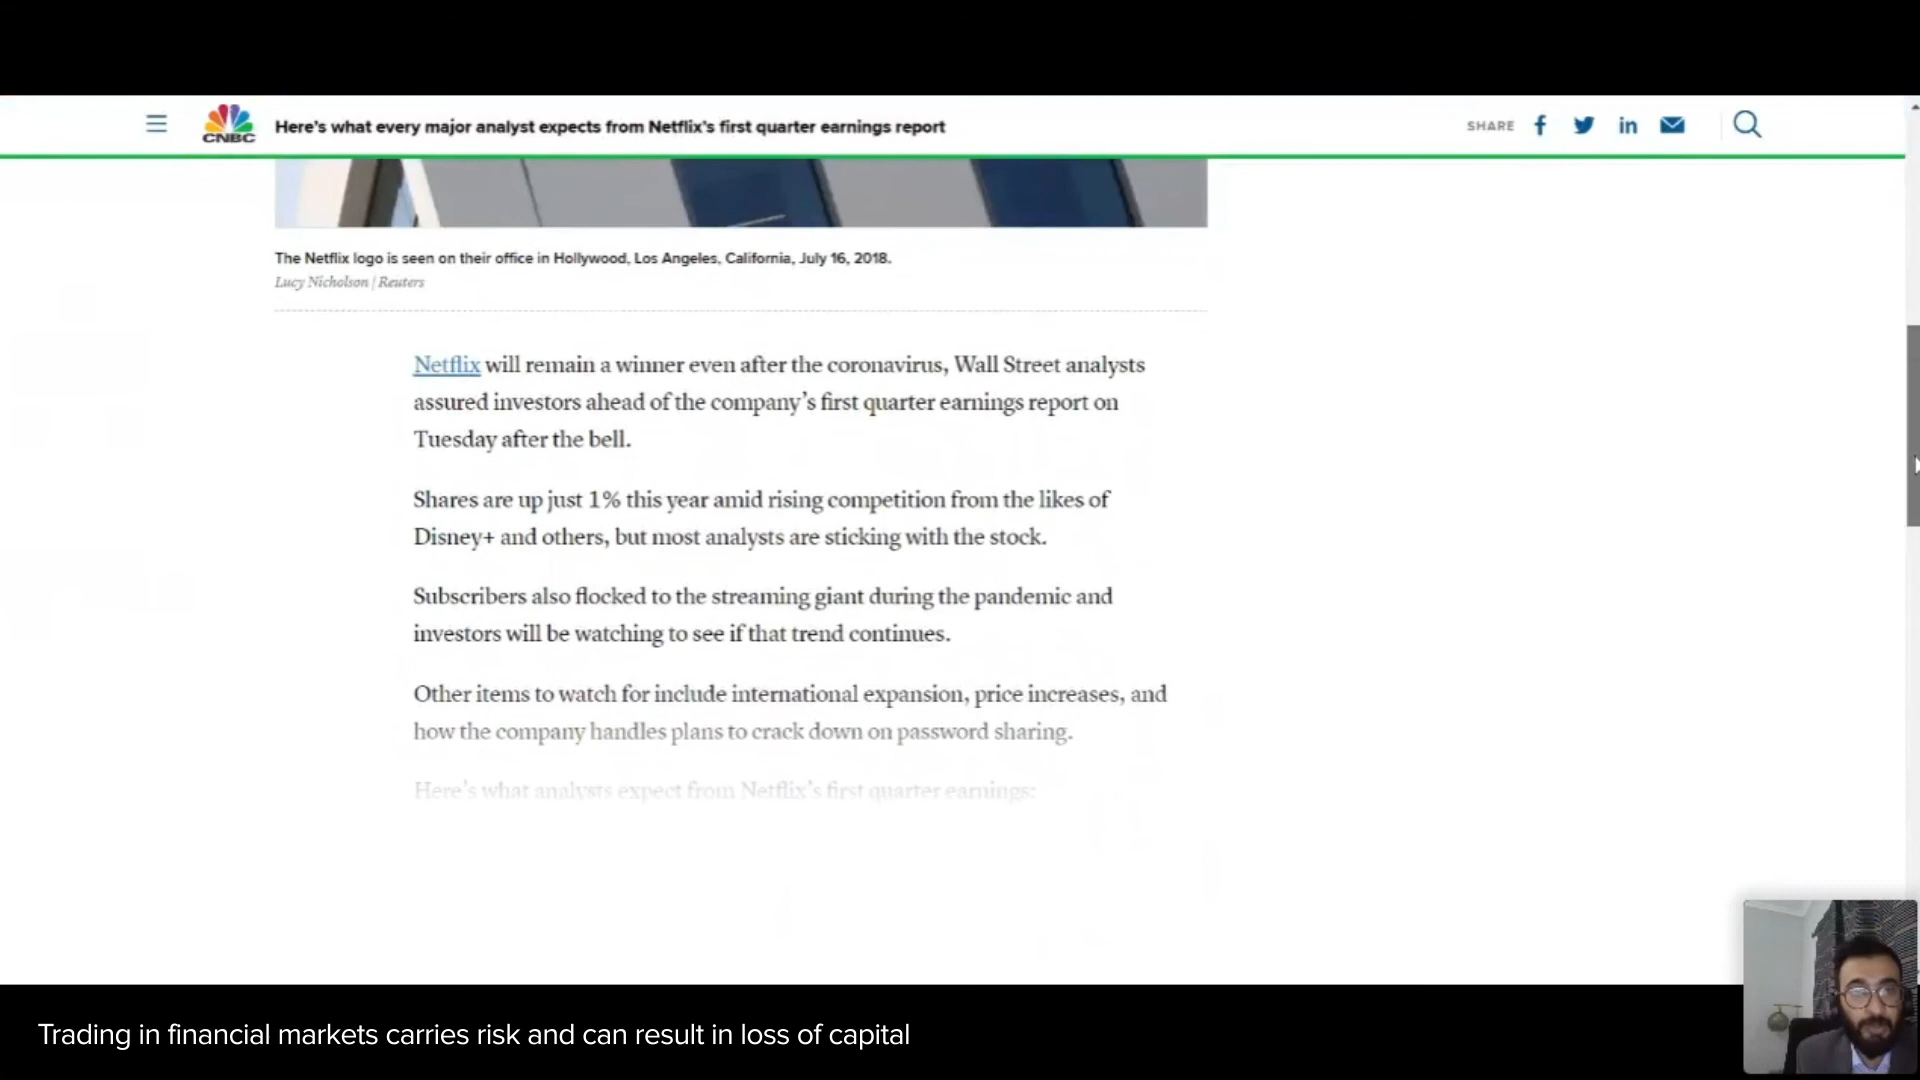 CNBC
Here's what every major analyst expects from Netflix's first quarter earnings report
SHARE
The Netflix logo is seen on their office in Hollywood, Los Angeles, California, July 16, 2018.
Lucy Nicholson | Reuters
Netflix will remain a winner even after the coronavirus, Wall Street analysts
assured investors ahead of the company's first quarter earnings report on
Tuesday after the bell.
Shares are up just 1% this year amid rising competition from the likes of
Disney+ and others, but most analysts are sticking with the stock.
Subscribers also flocked to the streaming giant during the pandemic and
investors will be watching to see if that trend continues.
Other items to watch for include international expansion, price increases, and
how the company handles plans to crack down on password sharing.
Here's what analysts expect from Netflix's first quarter earnings:
Trading in financial markets carries risk and can result in loss of capital